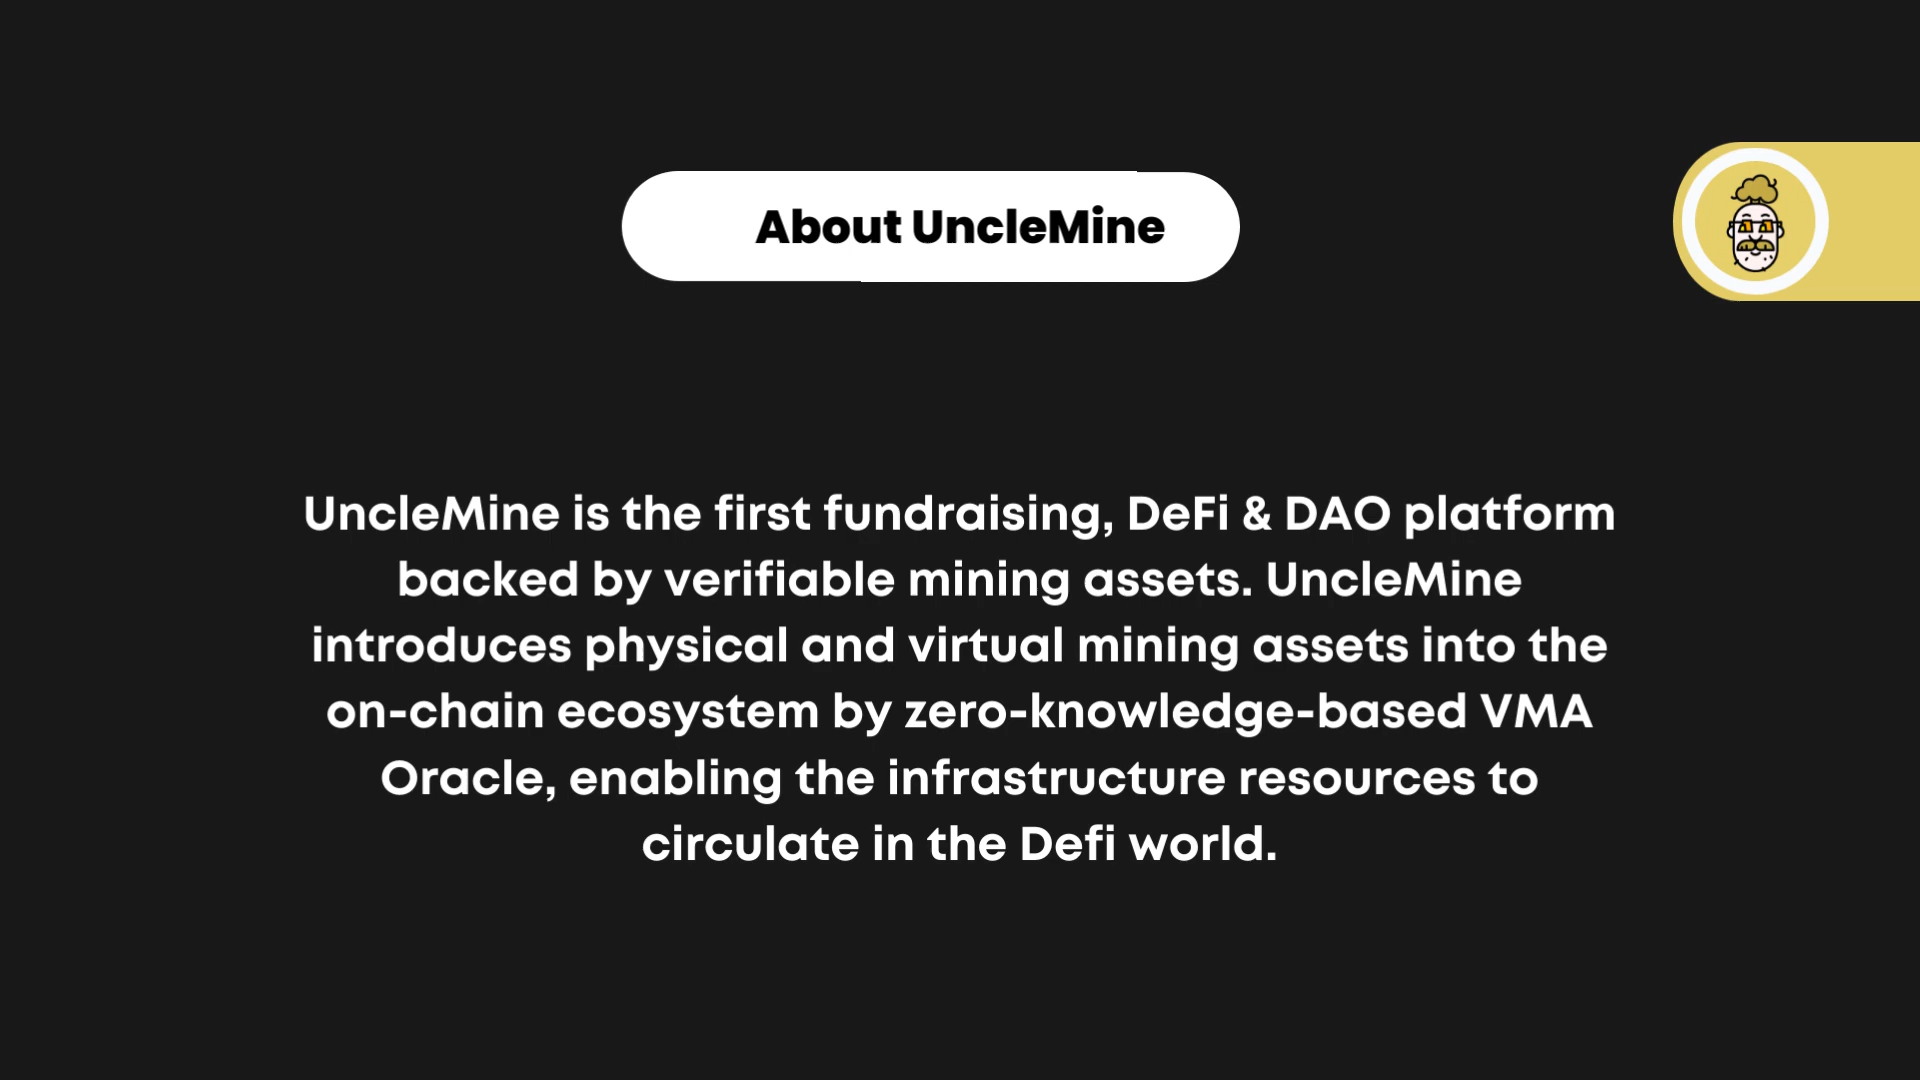 About UncleMine
UncleMine is the first fundraising, DeFi & DAO platform
backed by verifiable mining assets. UncleMine
introduces physical and virtual mining assets into the
on-chain ecosystem by zero-knowledge-based VMA
Oracle, enabling the infrastructure resources to
circulate in the Defi world.